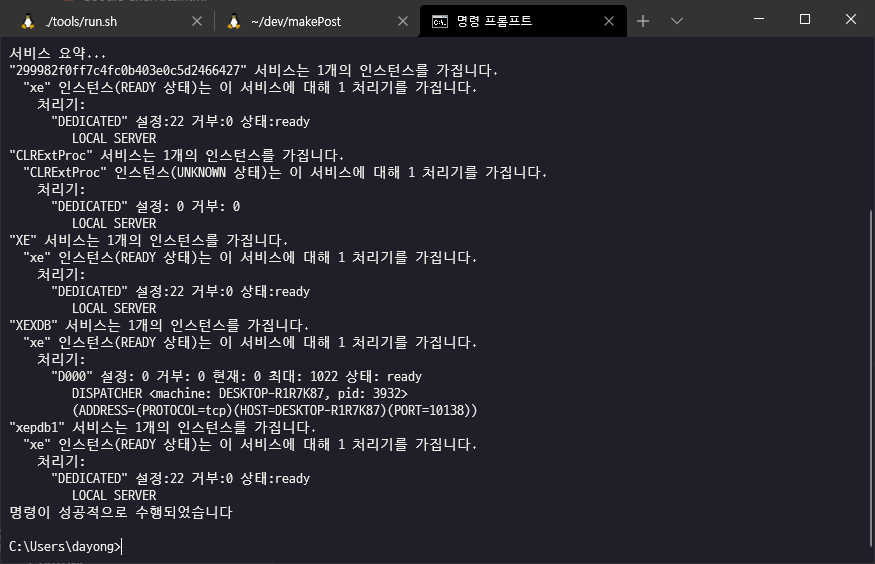 ./tools/run.sh
~/dev/makePost
명령 프롬프트
서비스 요약...
"299982f0ff7c4fc0b403e0c5d2466427" 서비스는 1개의 인스턴스를 가집니다.
"xe" 인스턴스(READY 상태)는 이 서비스에 대해 1 처리기를 가집니다.
처리기:
"DEDICATED" 설정:22 거부:0 상태:ready
LOCAL SERVER
"CLRExtProc" 서비스는 1개의 인스턴스를 가집니다.
"CLRExtProc" 인스턴스(UNKNOWN 상태)는 이 서비스에 대해 1 처리기를 가집니다.
처리기:
"DEDICATED" 설정: 0 거부: 0
LOCAL SERVER
"XE" 서비스는 1개의 인스턴스를 가집니다.
"xe" 인스턴스(READY 상태)는 이 서비스에 대해 1 처리기를 가집니다.
처리기:
"DEDICATED" 설정:22 거부:0 상태:ready
LOCAL SERVER
"XEXDB" 서비스는 1개의 인스턴스를 가집니다.
"xe" 인스턴스(READY 상태)는 이 서비스에 대해 1 처리기를 가집니다.
처리기:
"D000" 설정: 0 거부: 0 현재: 0 최대: 1022 상태: ready
DISPATCHER <machine: DESKTOP-R1R7K87, pid: 3932>
(ADDRESS=(PROTOCOL=tcp)(HOST=DESKTOP-R1R7K87)(PORT=10138))
"xepdb1" 서비스는 1개의 인스턴스를 가집니다.
"xe" 인스턴스(READY 상태)는 이 서비스에 대해 1 처리기를 가집니다.
처리기:
"DEDICATED" 설정:22 거부:0 상태:ready
LOCAL SERVER
명령이 성공적으로 수행되었습니다
C:\Users\dayong>